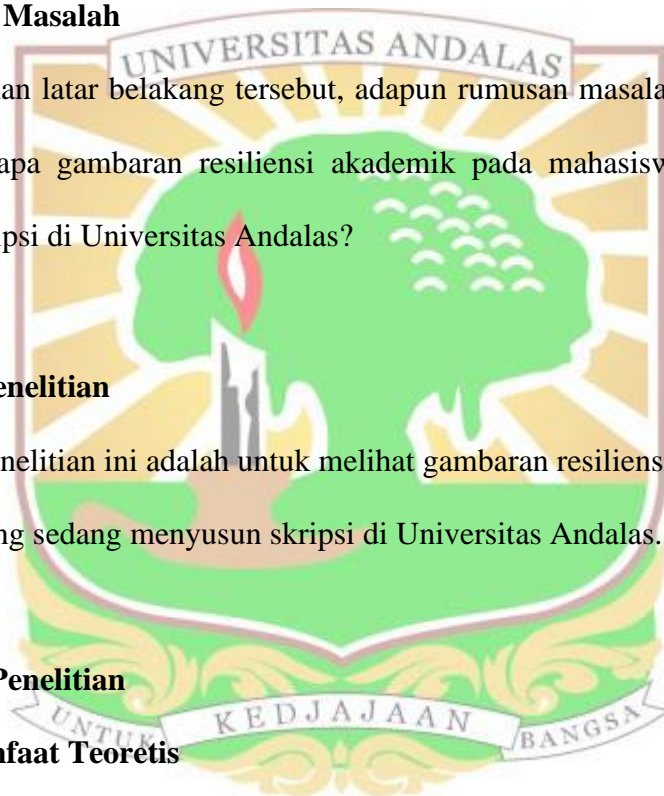 Masalah
UNIVERSITAS ANDALAS
an latar belakang tersebut, adapun rumusan masala
apa gambaran resiliensi akademik pada mahasisw
ipsi di Universitas Andalas?
enelitian
nelitian ini adalah untuk melihat gambaran resiliens
ng sedang menyusun skripsi di Universitas Andalas.
Penelitian
UNTUK KEDJAJAAN BANGSA
nfaat Teoretis